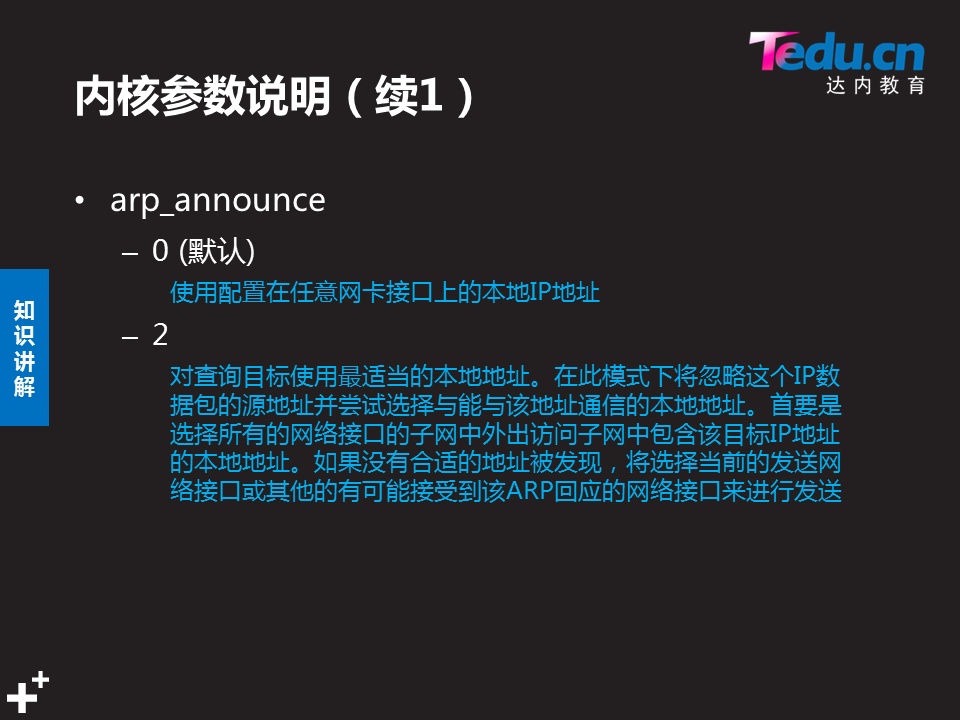 Tedu.cn
达内教育
内核参数说明（续1）
• arp_announce
– 0 (默认)
使用配置在任意网卡接口上的本地IP地址
– 2
对查询目标使用最适当的本地地址。在此模式下将忽略这个IP数
据包的源地址并尝试选择与能与该地址通信的本地地址。首要是
选择所有的网络接口的子网中外出访问子网中包含该目标IP地址
的本地地址。如果没有合适的地址被发现，将选择当前的发送网
络接口或其他的有可能接受到该ARP回应的网络接口来进行发送
知
识
讲
解